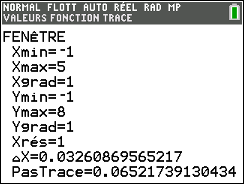 NORMAL FLOTT AUTO RÉEL RAD MP
VALEURS FONCTION TRACE
FENÊTRE
Xmin=-1
Xmax=5
Xgrad=1
Ymin=-1
Ymax=8
Ygrad=1
Xrés=1
△X=0.03260869565217
PasTrace=0.06521739130434